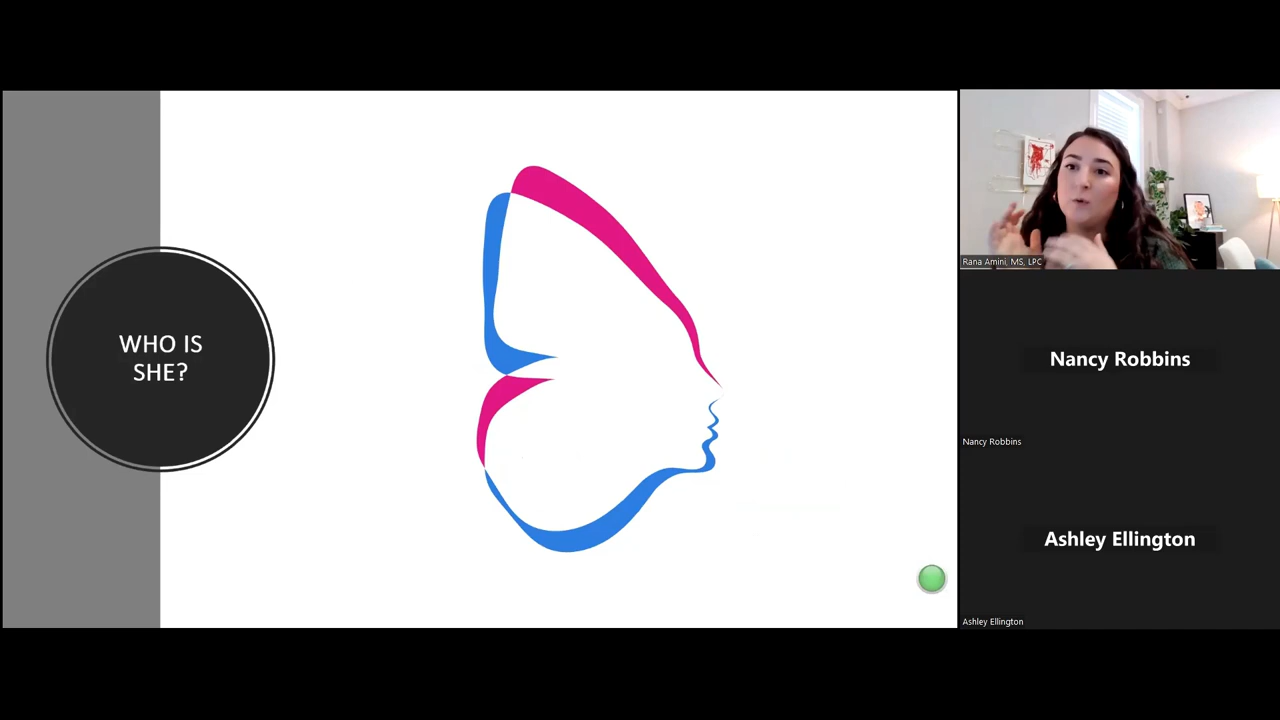 WHO IS
SHE?
Rana Amini, MS, LPC
Nancy Robbins
Nancy Robbins
Ashley Ellington
Ashley Ellington